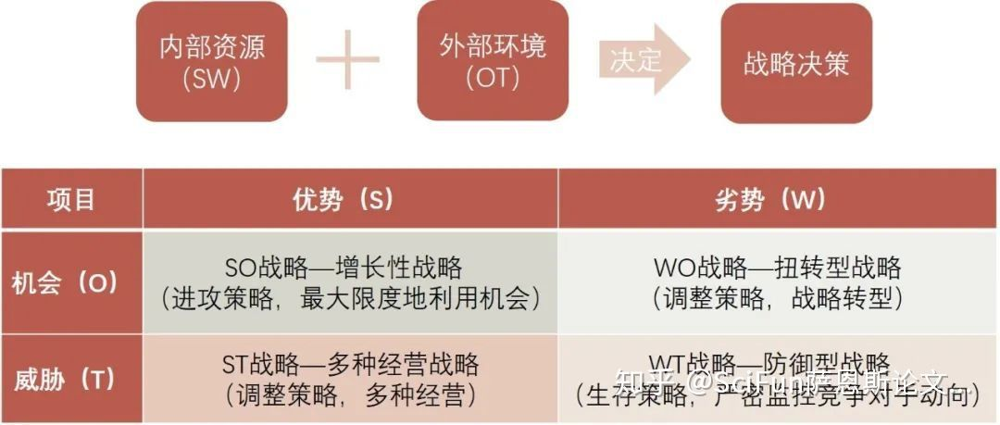 内部资源
（SW）
外部环境
（OT）
决定
战略决策
项目
优势（S）
劣势（W）
机会（O）
SO战略—增长性战略
（进攻策略，最大限度地利用机会）
WO战略—扭转型战略
（调整策略，战略转型）
威胁（T）
ST战略—多种经营战略
（调整策略，多种经营）
WT战略—防御型战略
（生存策略，严密监控竞争对手动向）
知乎 @SciFun萨恩斯论文...